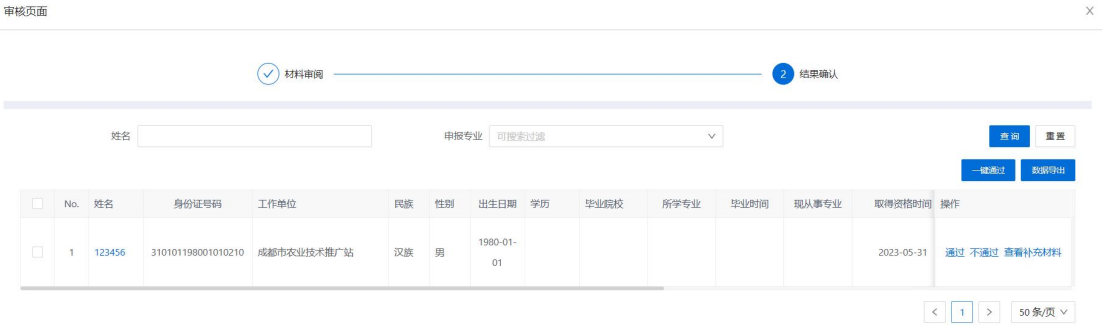 审核页面
材料审阅
2 结果确认
姓名 申报专业 可搜索过滤 查询 重置
一键通过 数据导出
No. 姓名 身份证号码 工作单位 民族 性别 出生日期 学历 毕业院校 所学专业 毕业时间 现从事专业 取得资格时间 操作
1 123456 310101198001010210 成都市农业技术推广站 汉族 男 1980-01-01 2023-05-31 通过 不通过 查看补充材料
1 50 条/页